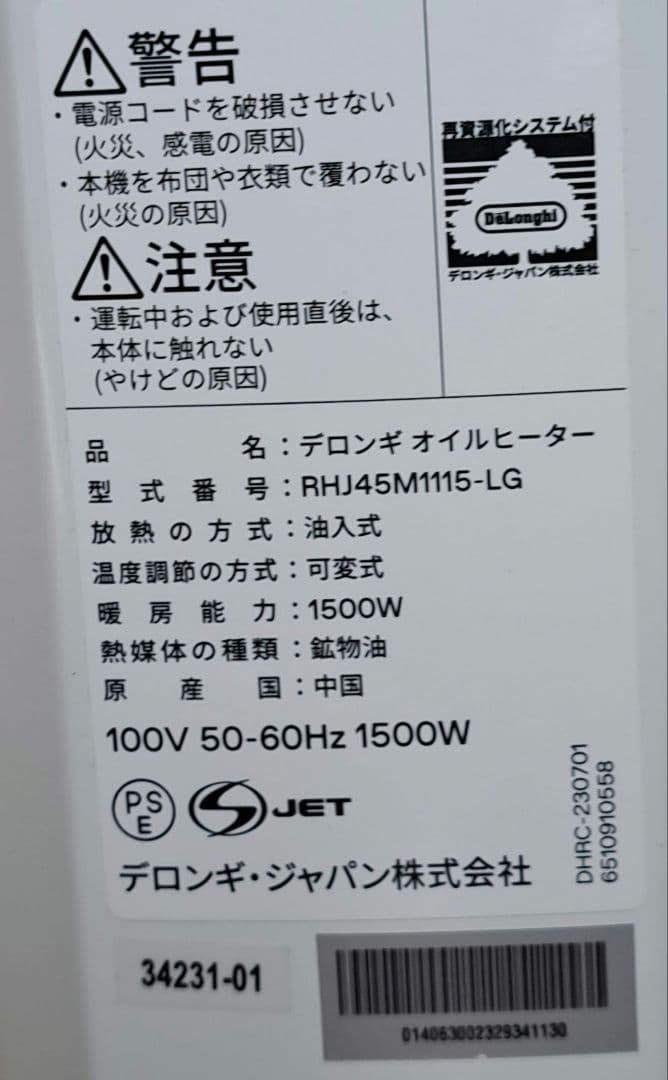 警告
・電源コードを破損させない
(火災、感電の原因)
・本機を布団や衣類で覆わない
(火災の原因)
注意
・運転中および使用直後は、
本体に触れない
(やけどの原因)
再資源化システム付
DēLonghi
デロンギ・ジャパン株式会社
品名：デロンギ オイルヒーター
型式番号：RHJ45M1115-LG
放熱の方式：油入式
温度調節の方式：可変式
暖房能力：1500W
熱媒体の種類：鉱物油
原産国：中国
100V 50-60Hz 1500W
PS
E
JET
デロンギ・ジャパン株式会社
DHRC-230701
6510910558
34231-01
014063002329341130